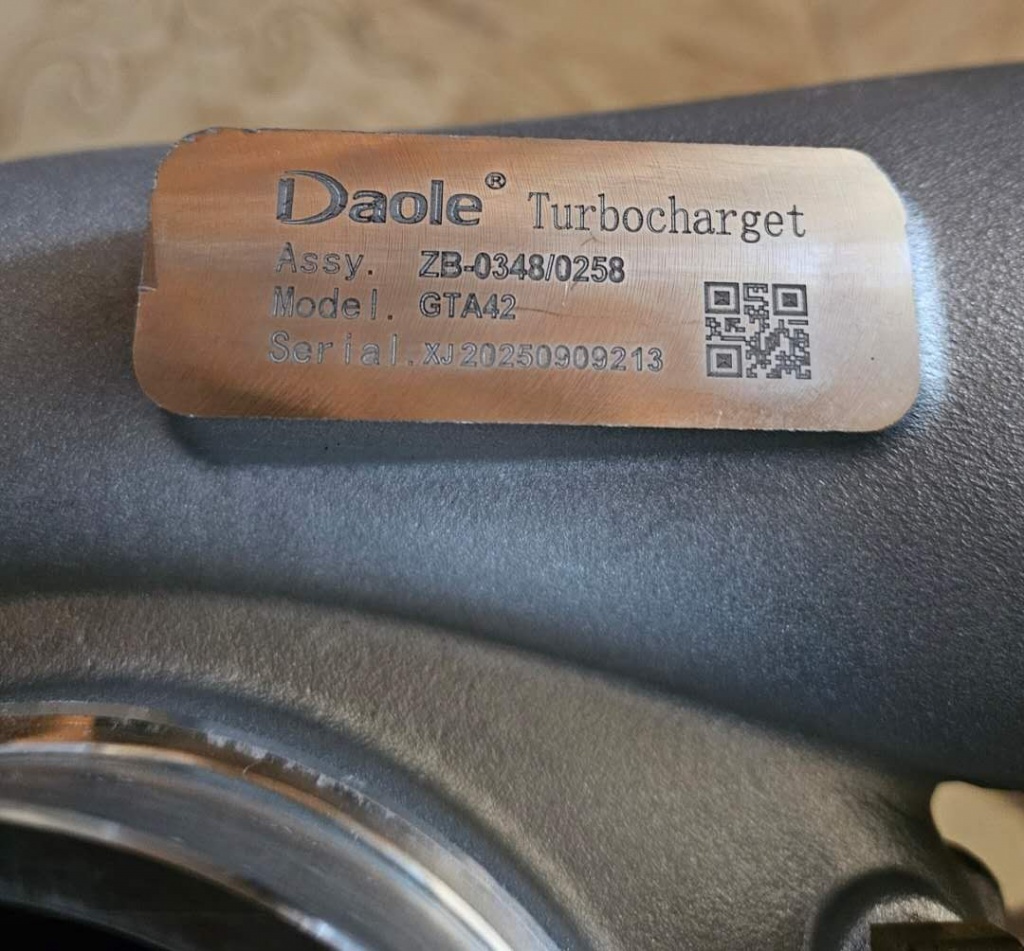 Daole® Turbocharget
Assy. ZB-0348/0258
Model. GTA42
Serial. XJ20250909213